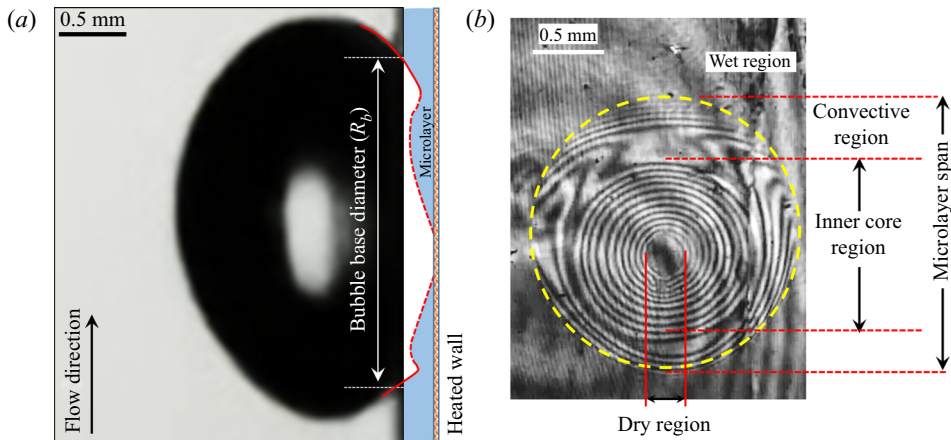 (a)
0.5 mm
Flow direction
Bubble base diameter (R_b)
Microlayer
Heated wall
(b)
0.5 mm
Wet region
Convective
region
Inner core
region
Microlayer span
Dry region